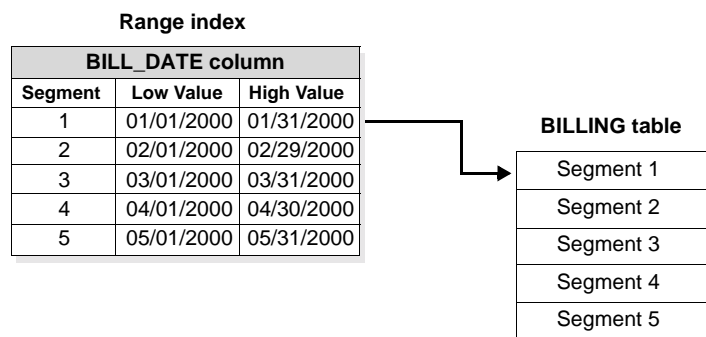 Range index
BILL_DATE column
Segment Low Value High Value
1 01/01/2000 01/31/2000
2 02/01/2000 02/29/2000
3 03/01/2000 03/31/2000
4 04/01/2000 04/30/2000
5 05/01/2000 05/31/2000
BILLING table
Segment 1
Segment 2
Segment 3
Segment 4
Segment 5